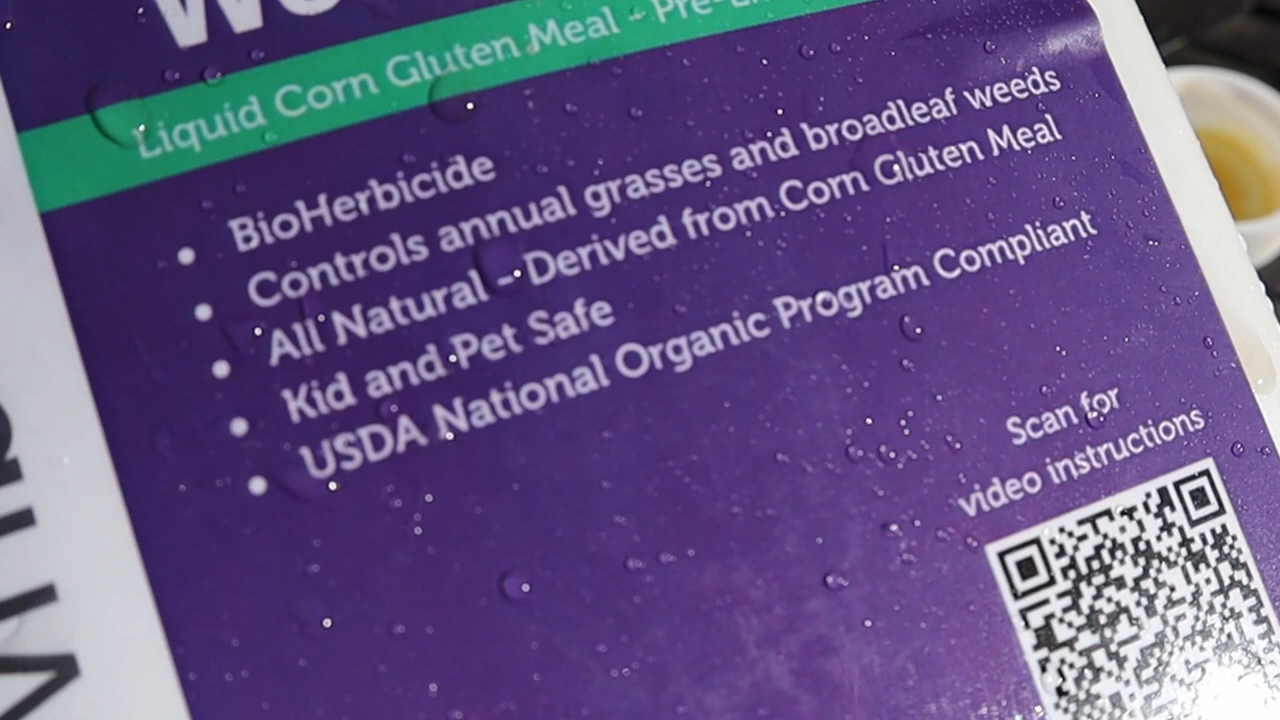 Liquid Corn Gluten Meal - Pre-
• BioHerbicide
• Controls annual grasses and broadleaf weeds
• All Natural - Derived from Corn Gluten Meal
• Kid and Pet Safe
• USDA National Organic Program Compliant
Scan for
video instructions